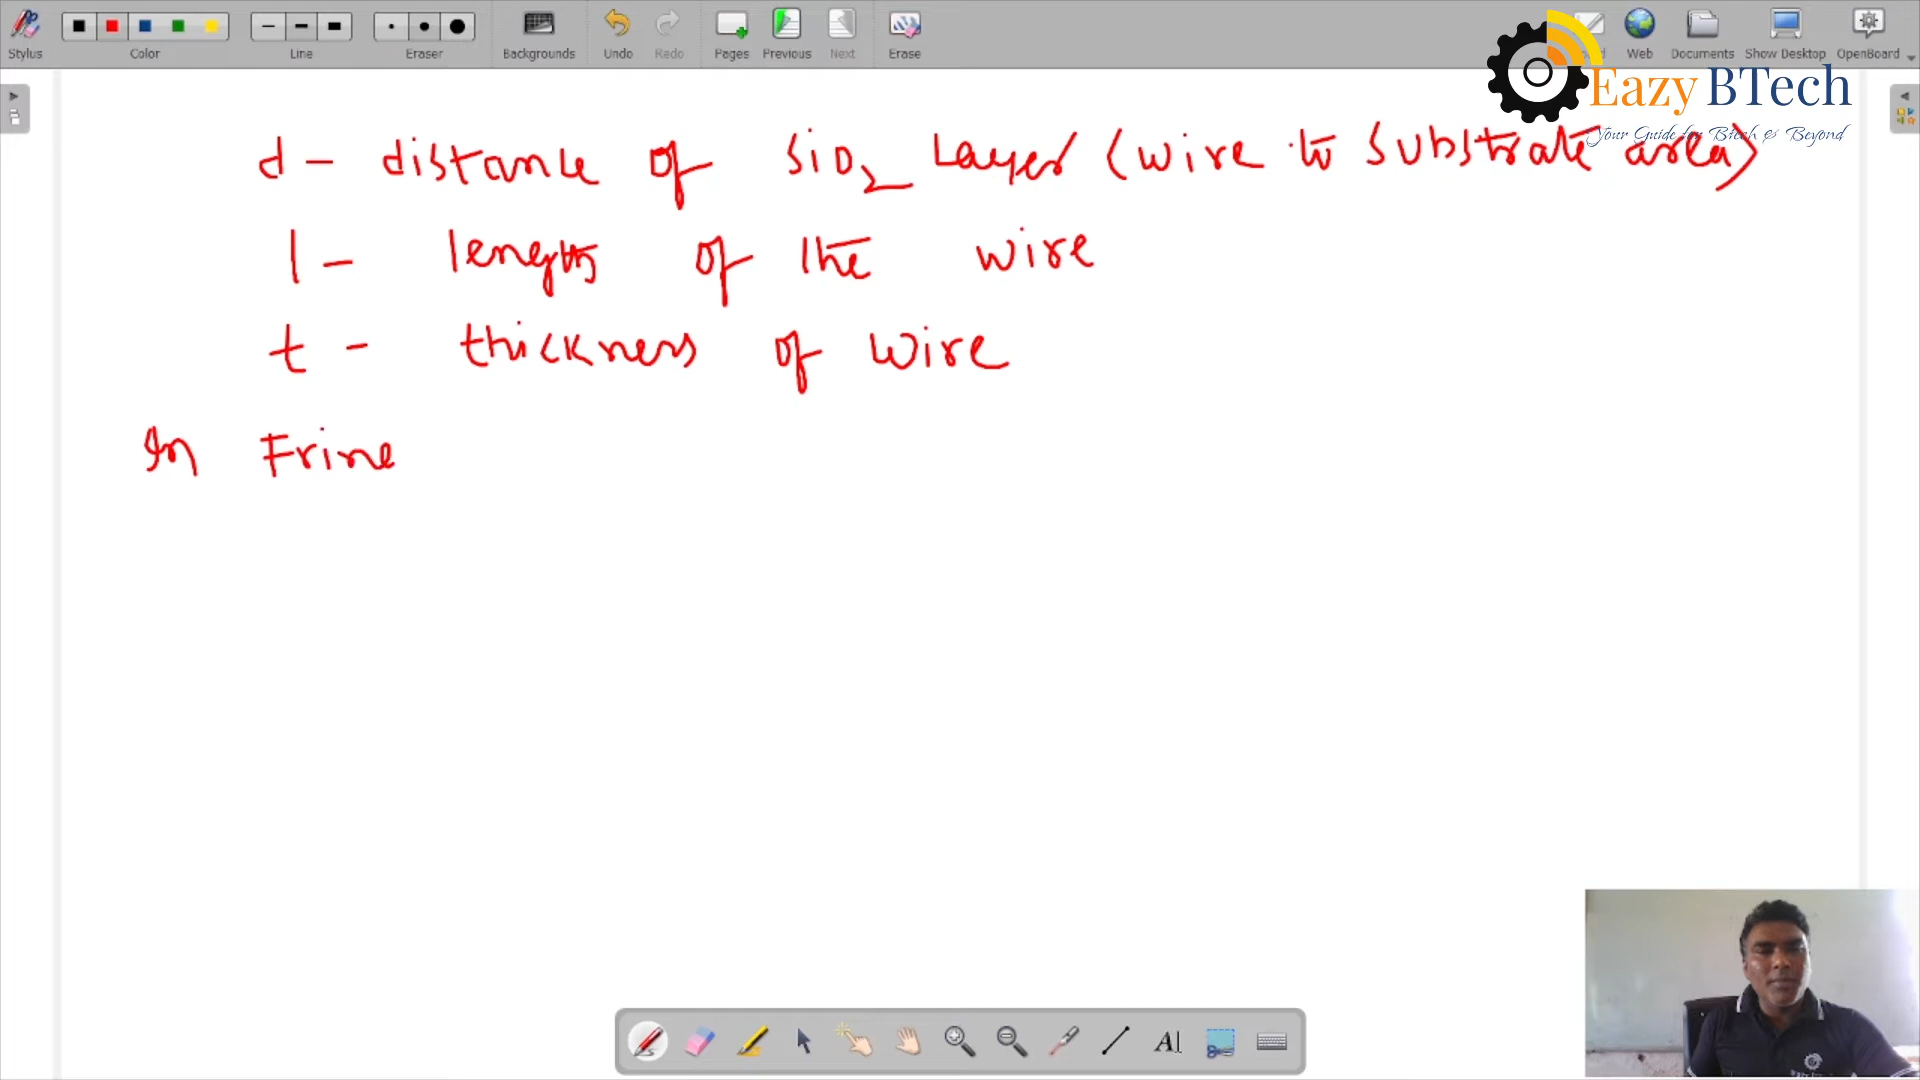 Stylus Color Line Eraser Backgrounds Undo Redo Pages Previous Next Erase Web Documents Show Desktop OpenBoard
Eazy BTech
Your Guide for Btech & Beyond
d - distance of SiO2 Layer (wire to substrate area)
l - length of the wire
t - thickness of wire
In Frine